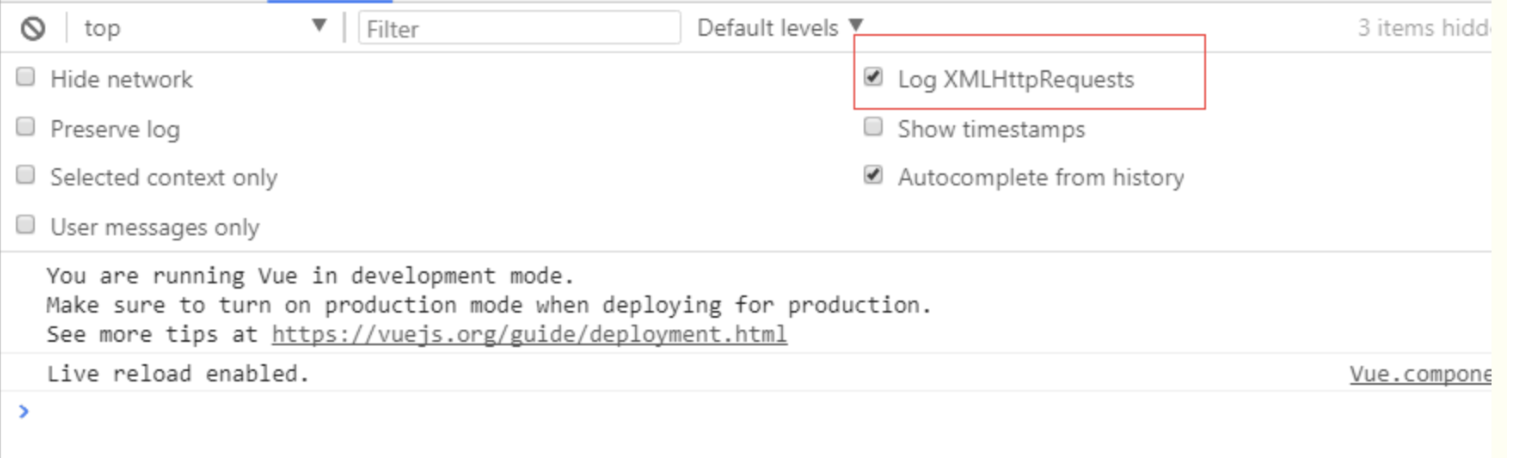 top Filter Default levels 3 items hidd
Hide network Log XMLHttpRequests
Preserve log Show timestamps
Selected context only Autocomplete from history
User messages only
You are running Vue in development mode.
Make sure to turn on production mode when deploying for production.
See more tips at https://vuejs.org/guide/deployment.html
Live reload enabled. Vue.compone